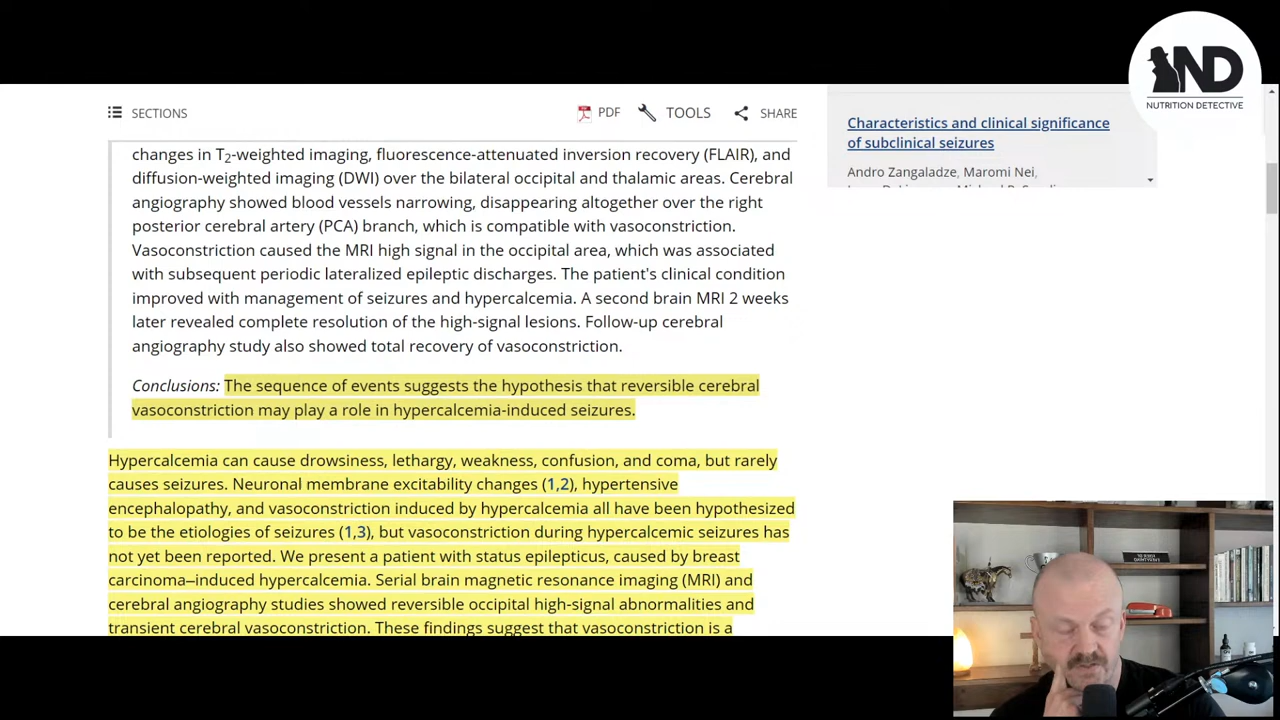 ND
NUTRITION DETECTIVE
SECTIONS
PDF
TOOLS
SHARE
changes in T2-weighted imaging, fluorescence-attenuated inversion recovery (FLAIR), and
diffusion-weighted imaging (DWI) over the bilateral occipital and thalamic areas. Cerebral
angiography showed blood vessels narrowing, disappearing altogether over the right
posterior cerebral artery (PCA) branch, which is compatible with vasoconstriction.
Vasoconstriction caused the MRI high signal in the occipital area, which was associated
with subsequent periodic lateralized epileptic discharges. The patient's clinical condition
improved with management of seizures and hypercalcemia. A second brain MRI 2 weeks
later revealed complete resolution of the high-signal lesions. Follow-up cerebral
angiography study also showed total recovery of vasoconstriction.
Conclusions: The sequence of events suggests the hypothesis that reversible cerebral
vasoconstriction may play a role in hypercalcemia-induced seizures.
Hypercalcemia can cause drowsiness, lethargy, weakness, confusion, and coma, but rarely
causes seizures. Neuronal membrane excitability changes (1,2), hypertensive
encephalopathy, and vasoconstriction induced by hypercalcemia all have been hypothesized
to be the etiologies of seizures (1,3), but vasoconstriction during hypercalcemic seizures has
not yet been reported. We present a patient with status epilepticus, caused by breast
carcinoma–induced hypercalcemia. Serial brain magnetic resonance imaging (MRI) and
cerebral angiography studies showed reversible occipital high-signal abnormalities and
transient cerebral vasoconstriction. These findings suggest that vasoconstriction is a
Characteristics and clinical significance
of subclinical seizures
Andro Zangaladze, Maromi Nei,